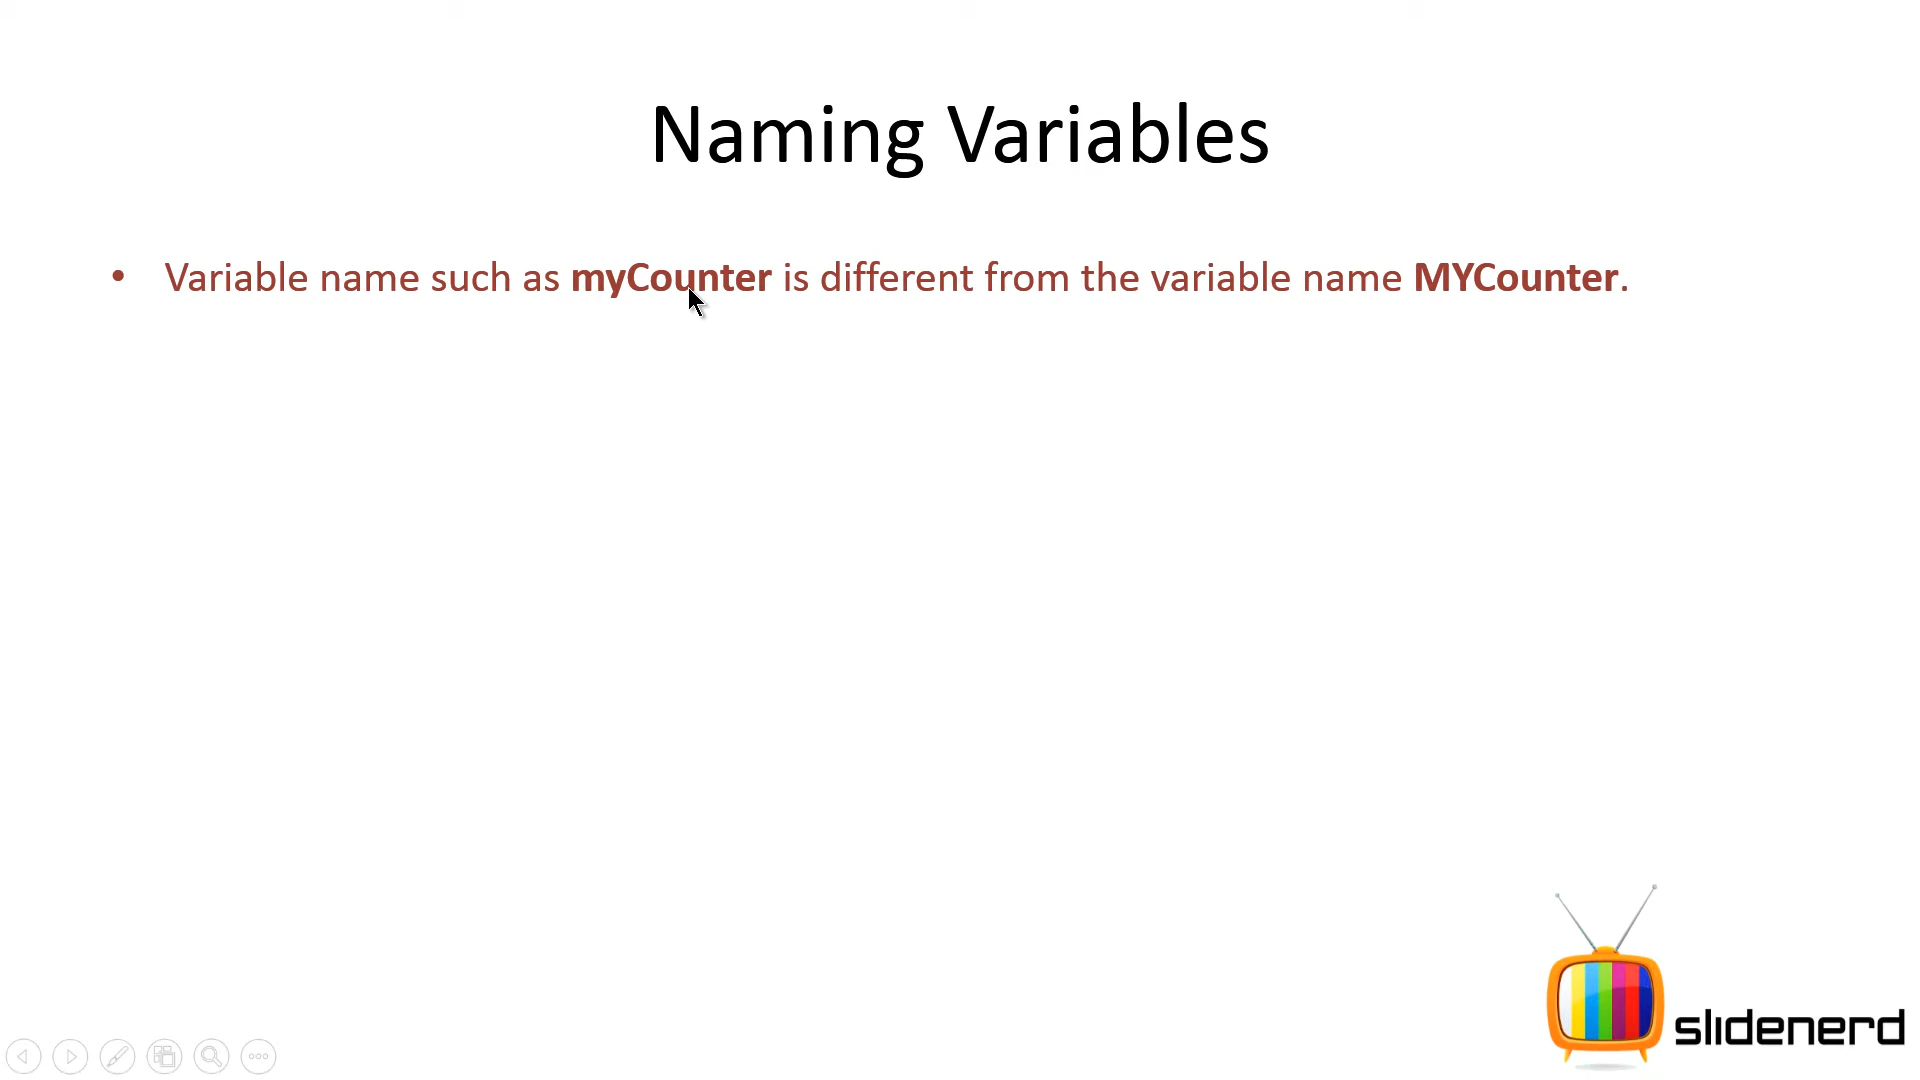 Naming Variables
• Variable name such as myCounter is different from the variable name MYCounter.
slidenerd